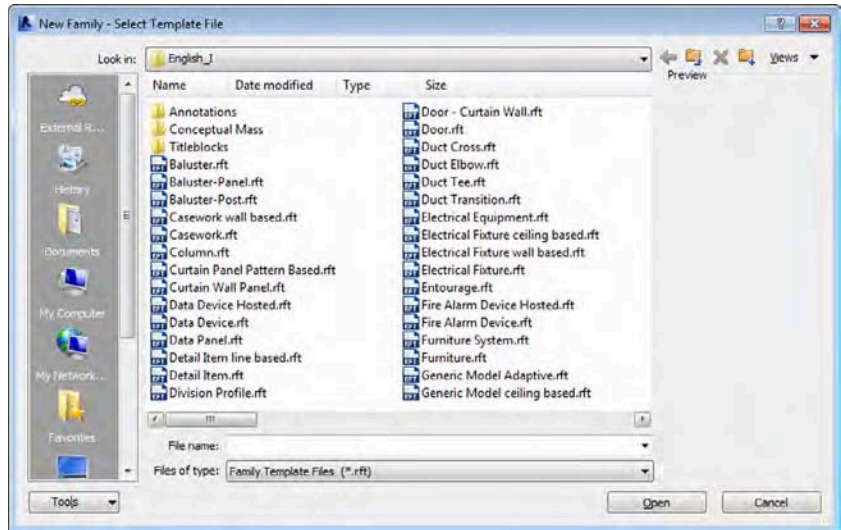 New Family - Select Template File
Look in: English_I Views
Preview
Name Date modified Type Size
Annotations
Conceptual Mass
Titleblocks
Baluster.rft
Baluster-Panel.rft
Baluster-Post.rft
Casework wall based.rft
Casework.rft
Column.rft
Curtain Panel Pattern Based.rft
Curtain Wall Panel.rft
Data Device Hosted.rft
Data Device.rft
Data Panel.rft
Detail Item line based.rft
Detail Item.rft
Division Profile.rft
Door - Curtain Wall.rft
Door.rft
Duct Cross.rft
Duct Elbow.rft
Duct Tee.rft
Duct Transition.rft
Electrical Equipment.rft
Electrical Fixture ceiling based.rft
Electrical Fixture wall based.rft
Electrical Fixture.rft
Entourage.rft
Fire Alarm Device Hosted.rft
Fire Alarm Device.rft
Furniture System.rft
Furniture.rft
Generic Model Adaptive.rft
Generic Model ceiling based.rft
External R...
History
Documents
My Computer
My Network...
Favorites
File name:
Files of type: Family Template Files (*.rft)
Tools Open Cancel